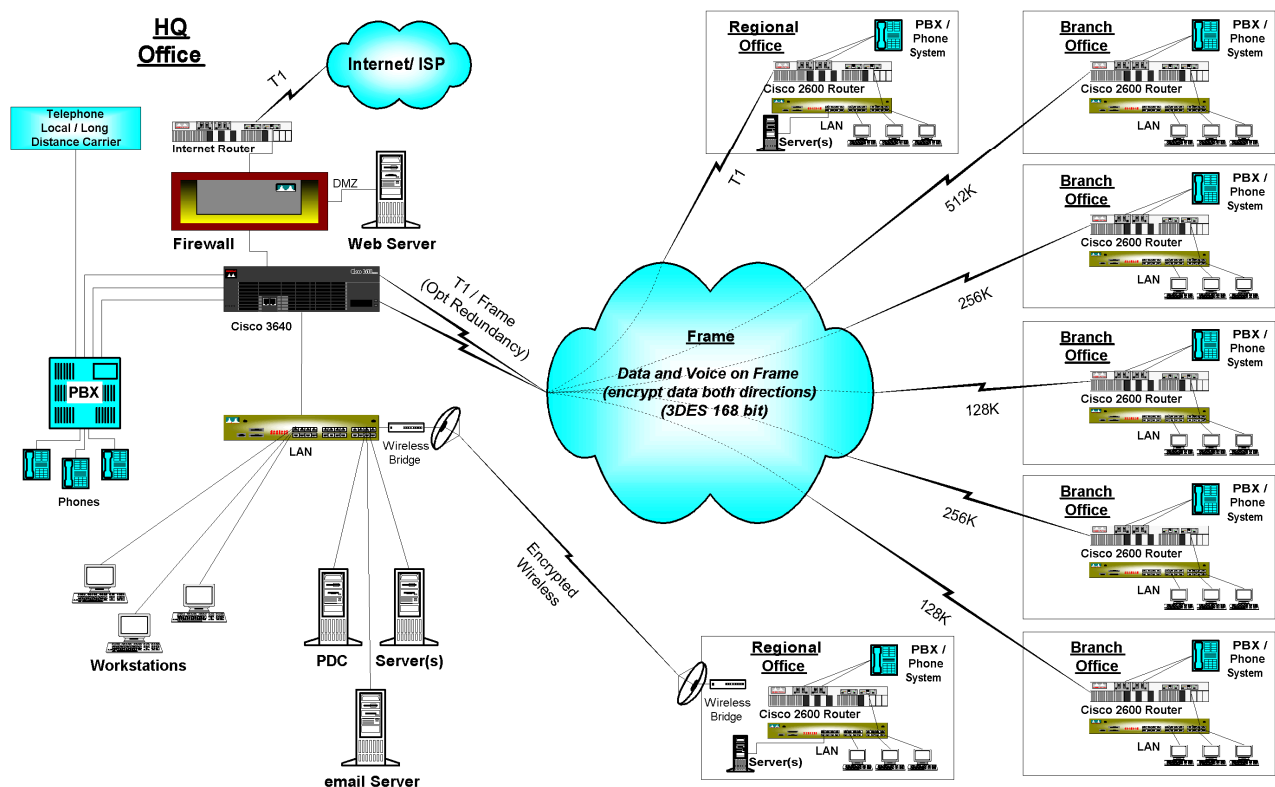 HQ
Office
Internet/ ISP
T1
Telephone
Local / Long
Distance Carrier
Internet Router
DMZ
Firewall
Web Server
Cisco 3640
T1 / Frame
(Opt Redundancy)
PBX
Phones
LAN
Wireless
Bridge
Workstations
PDC
Server(s)
email Server
Encrypted
Wireless
Frame
Data and Voice on Frame
(encrypt data both directions)
(3DES 168 bit)
T1
512K
256K
128K
256K
128K
Regional
Office
PBX /
Phone
System
Cisco 2600 Router
LAN
Server(s)
Regional
Office
PBX /
Phone
System
Wireless
Bridge
Cisco 2600 Router
LAN
Server(s)
Branch
Office
PBX /
Phone
System
Cisco 2600 Router
LAN
Branch
Office
PBX /
Phone
System
Cisco 2600 Router
LAN
Branch
Office
PBX /
Phone
System
Cisco 2600 Router
LAN
Branch
Office
PBX /
Phone
System
Cisco 2600 Router
LAN
Branch
Office
PBX /
Phone
System
Cisco 2600 Router
LAN